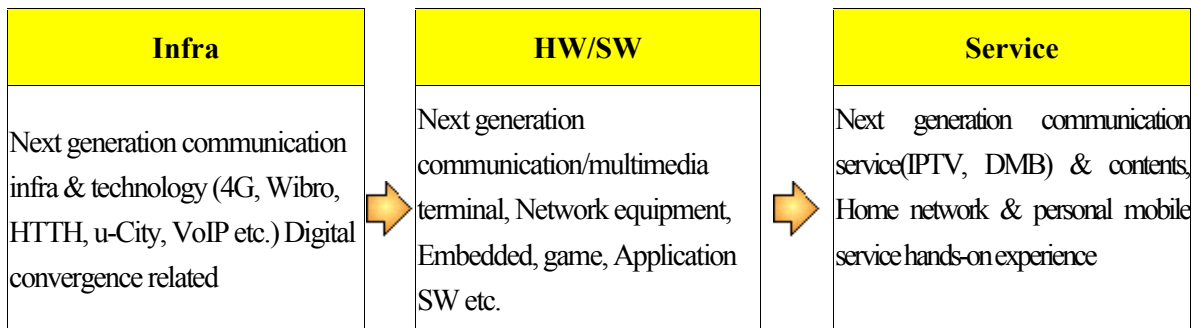 Infra
Next generation communication
infra & technology (4G, Wibro,
HTTH, u-City, VoIP etc.) Digital
convergence related
HW/SW
Next generation
communication/multimedia
terminal, Network equipment,
Embedded, game, Application
SW etc.
Service
Next generation communication
service(IPTV, DMB) & contents,
Home network & personal mobile
service hands-on experience